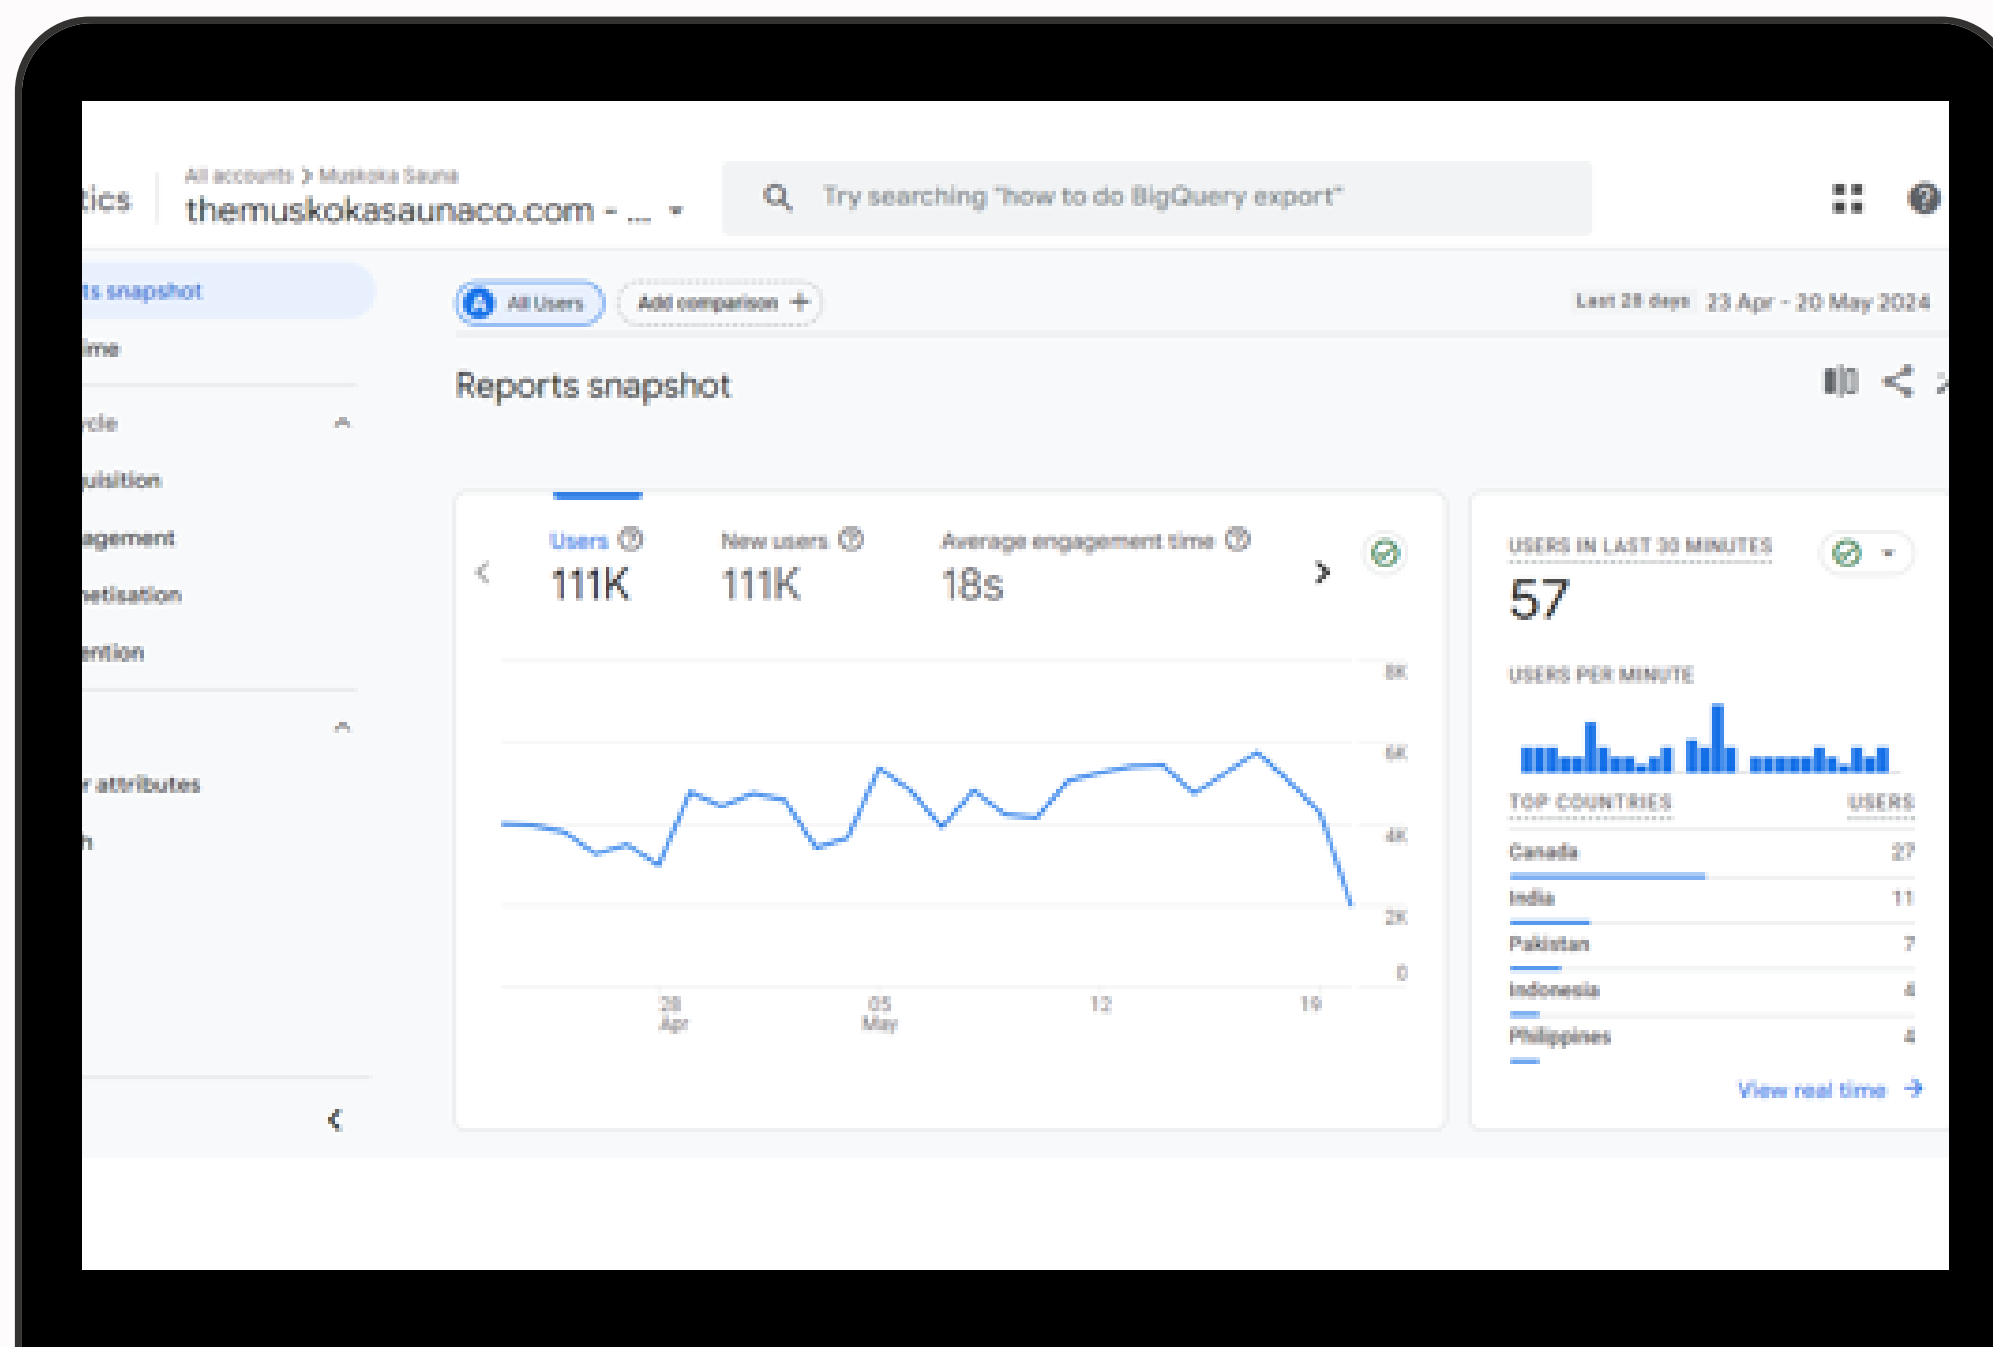 All accounts > Muskoka Sauna
tics
themuskokasaunaco.com - ...
Try searching "how to do BigQuery export"
ts snapshot
ime
ycle
uisition
agement
netisation
ention
r attributes
h
All Users
Add comparison +
Last 28 days 23 Apr - 20 May 2024
Reports snapshot
Users
111K
New users
111K
Average engagement time
18s
8K
6K
4K
2K
0
28 Apr
05 May
12
19
USERS IN LAST 30 MINUTES
57
USERS PER MINUTE
TOP COUNTRIES USERS
Canada 27
India 11
Pakistan 7
Indonesia 4
Philippines 4
View real time